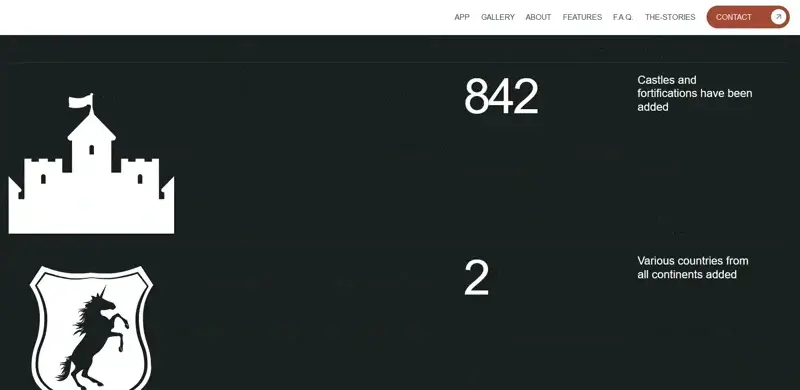 APP GALLERY ABOUT FEATURES F.A.Q. THE-STORIES CONTACT
842
Castles and
fortifications have been
added
2
Various countries from
all continents added